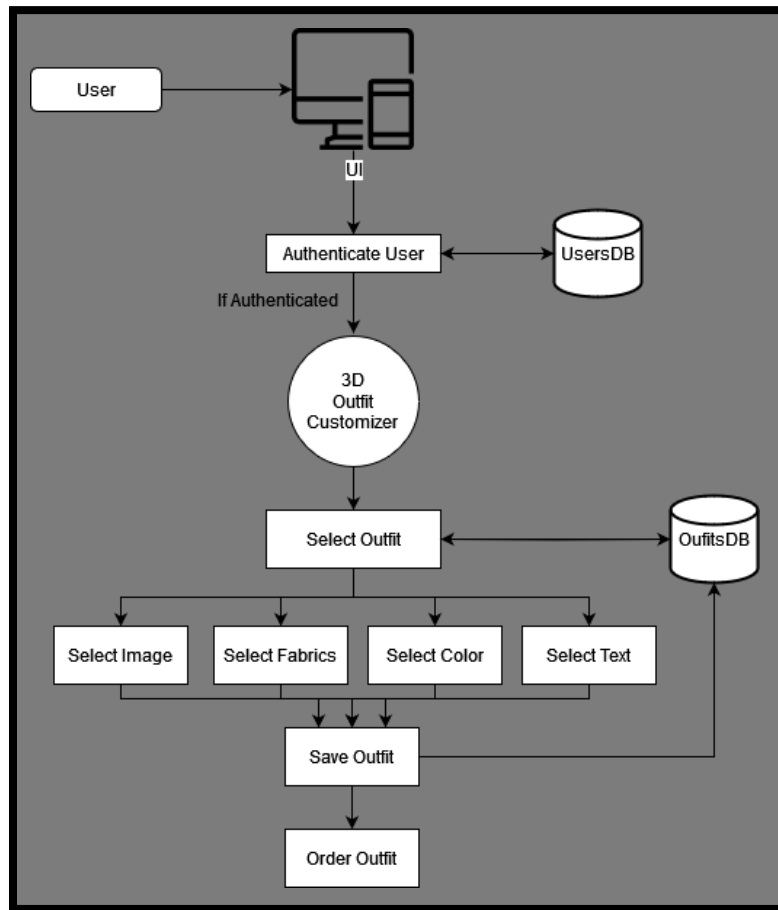 User
UI
Authenticate User
UsersDB
If Authenticated
3D
Outfit
Customizer
Select Outfit
OufitsDB
Select Image
Select Fabrics
Select Color
Select Text
Save Outfit
Order Outfit